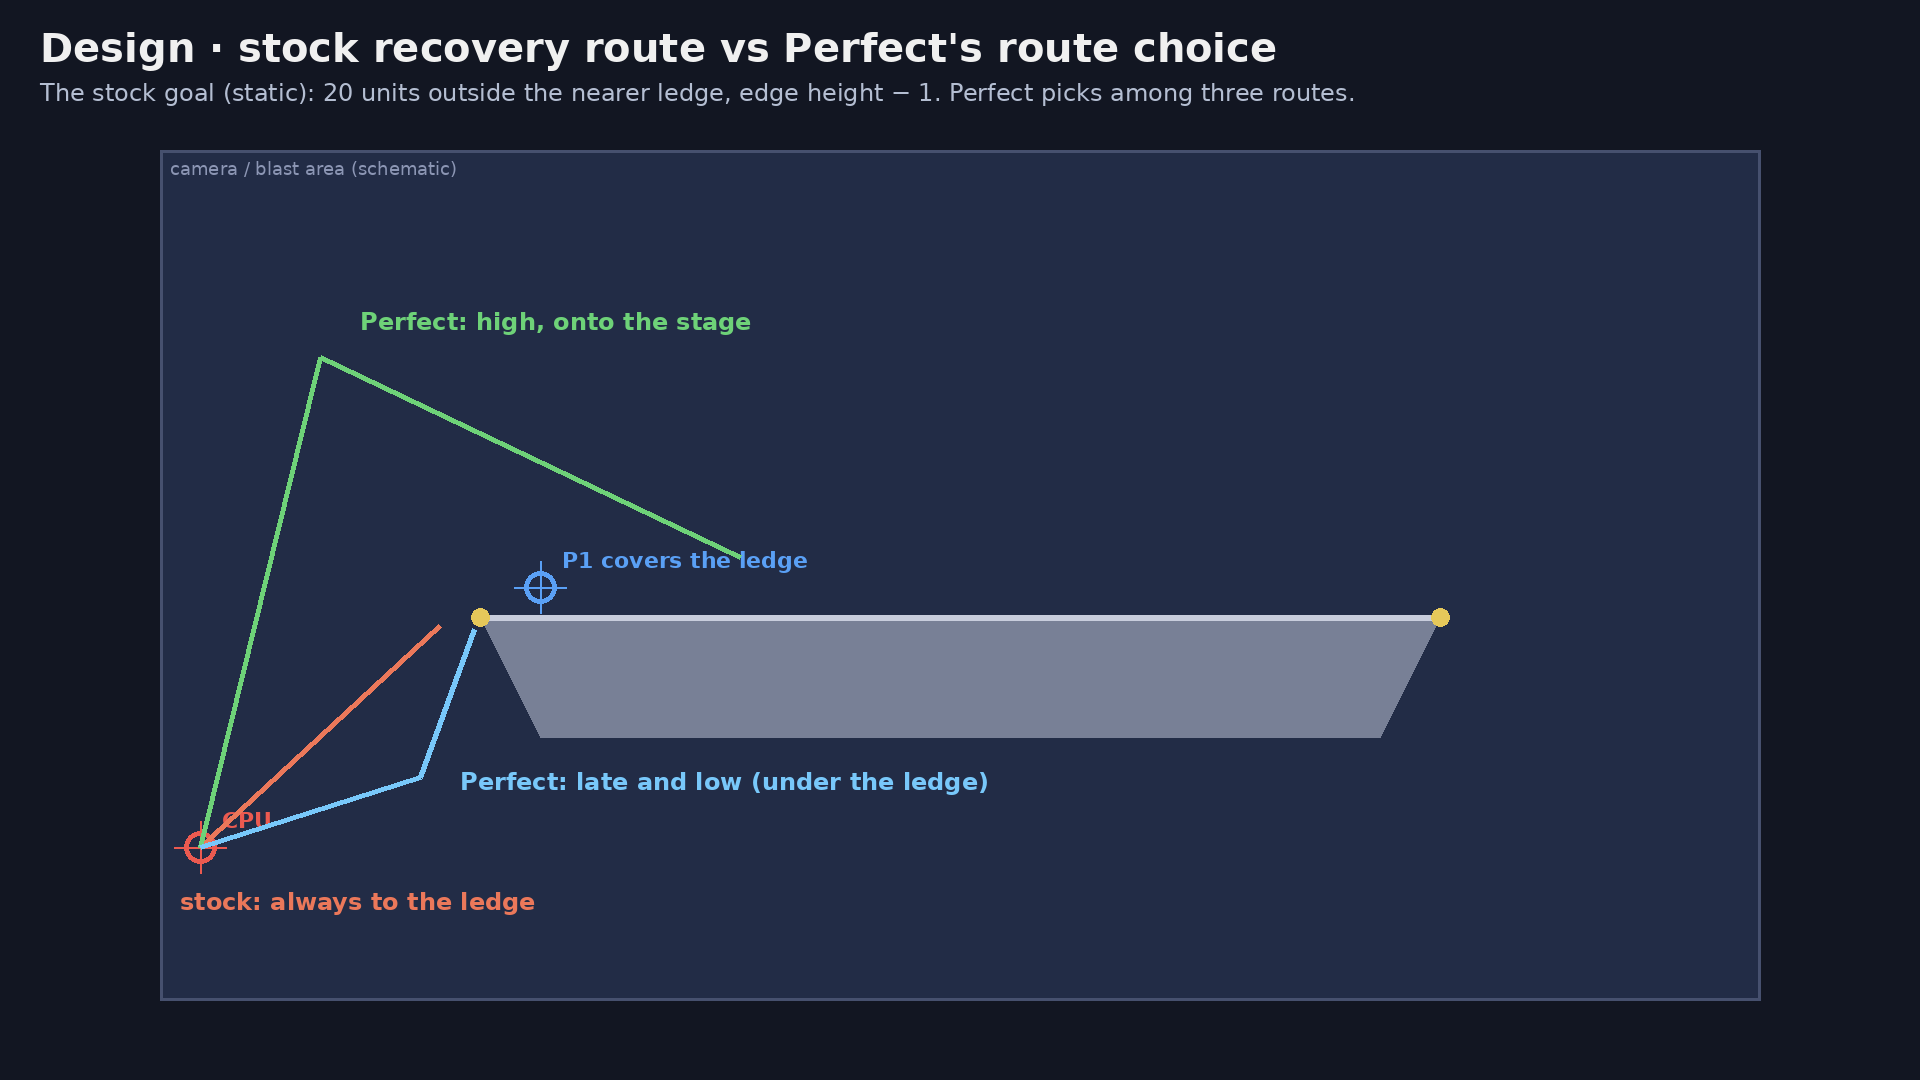 Design · stock recovery route vs Perfect's route choice
The stock goal (static): 20 units outside the nearer ledge, edge height − 1. Perfect picks among three routes.
camera / blast area (schematic)
Perfect: high, onto the stage
P1 covers the ledge
Perfect: late and low (under the ledge)
CPU
stock: always to the ledge